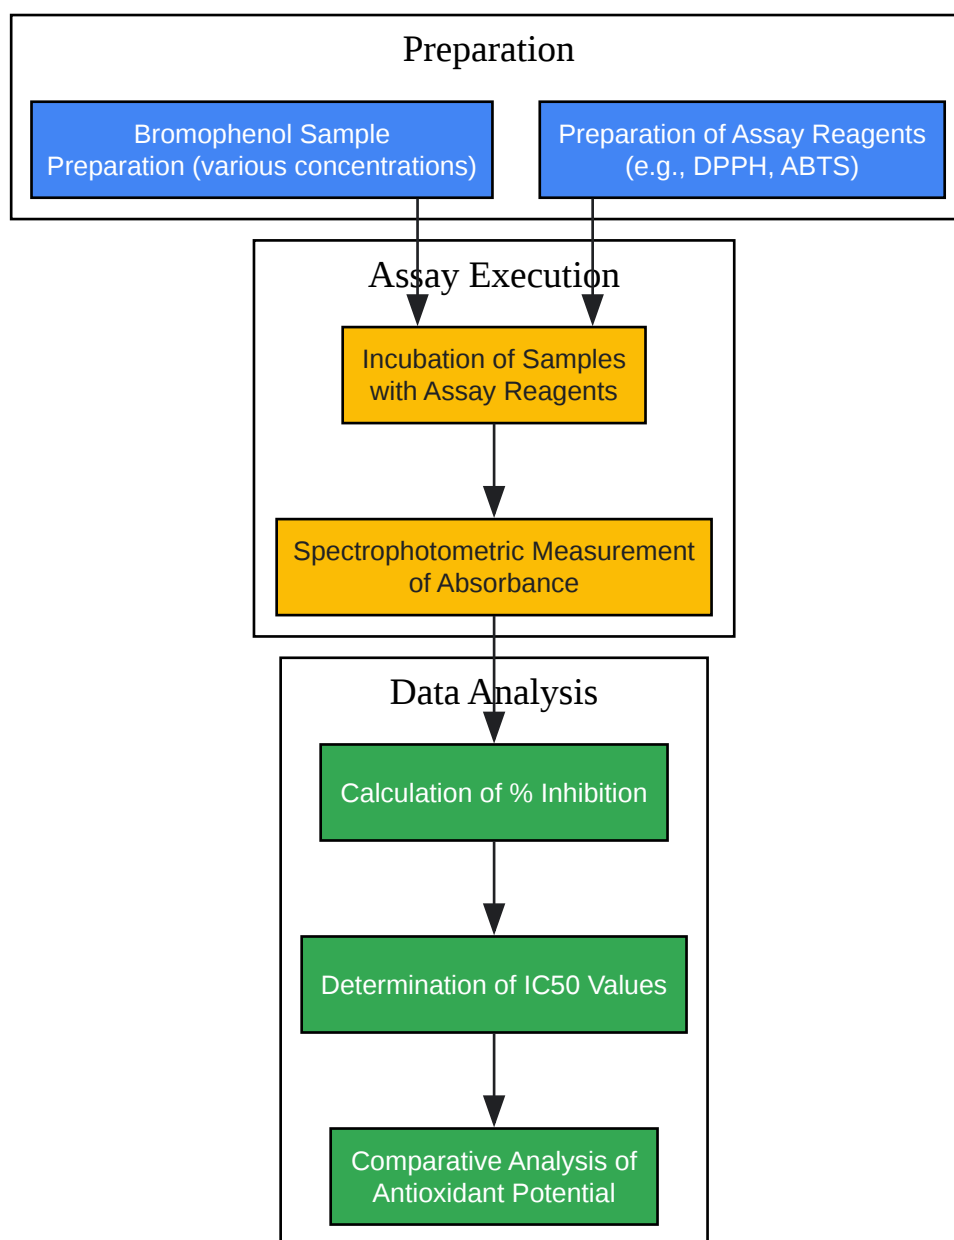 Preparation
Bromophenol Sample
Preparation (various concentrations)
Preparation of Assay Reagents
(e.g., DPPH, ABTS)
Assay Execution
Incubation of Samples
with Assay Reagents
Spectrophotometric Measurement
of Absorbance
Data Analysis
Calculation of % Inhibition
Determination of IC50 Values
Comparative Analysis of
Antioxidant Potential